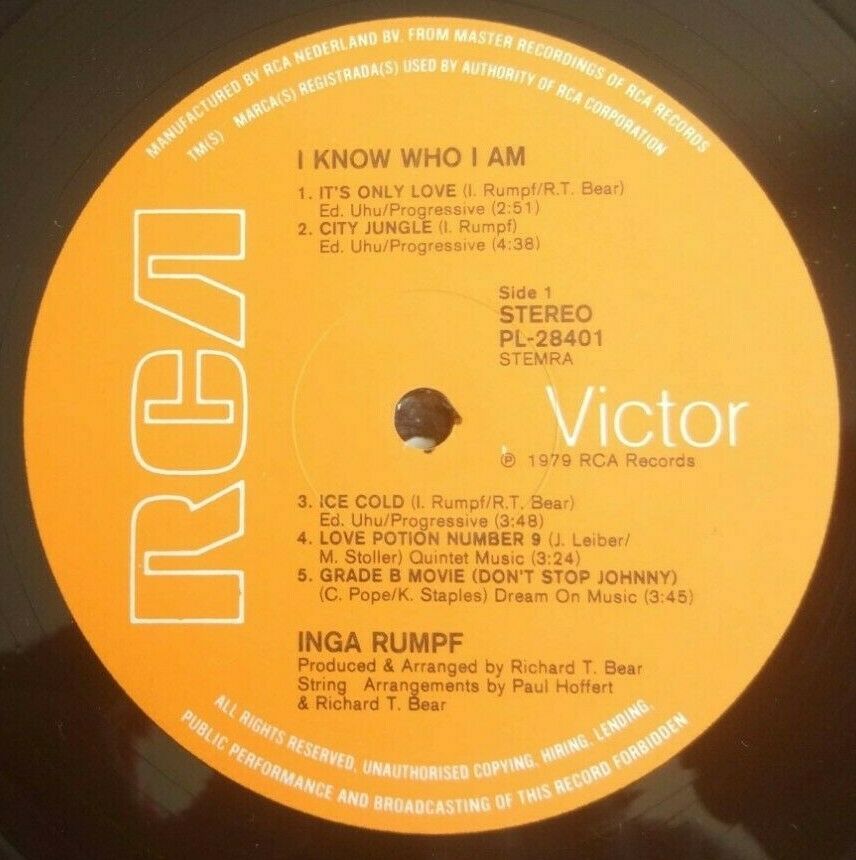 MANUFACTURED BY RCA NEDERLAND BV. FROM MASTER RECORDINGS OF RCA RECORDS
TM(S) MARCA(S) REGISTRADA(S) USED BY AUTHORITY OF RCA CORPORATION
RCA
I KNOW WHO I AM
1. IT'S ONLY LOVE (I. Rumpf/R.T. Bear)
Ed. Uhu/Progressive (2:51)
2. CITY JUNGLE (I. Rumpf)
Ed. Uhu/Progressive (4:38)
Side 1
STEREO
PL-28401
STEMRA
Victor
℗ 1979 RCA Records
3. ICE COLD (I. Rumpf/R.T. Bear)
Ed. Uhu/Progressive (3:48)
4. LOVE POTION NUMBER 9 (J. Leiber/
M. Stoller) Quintet Music (3:24)
5. GRADE B MOVIE (DON'T STOP JOHNNY)
(C. Pope/K. Staples) Dream On Music (3:45)
INGA RUMPF
Produced & Arranged by Richard T. Bear
String Arrangements by Paul Hoffert
& Richard T. Bear
ALL RIGHTS RESERVED, UNAUTHORISED COPYING, HIRING, LENDING,
PUBLIC PERFORMANCE AND BROADCASTING OF THIS RECORD FORBIDDEN